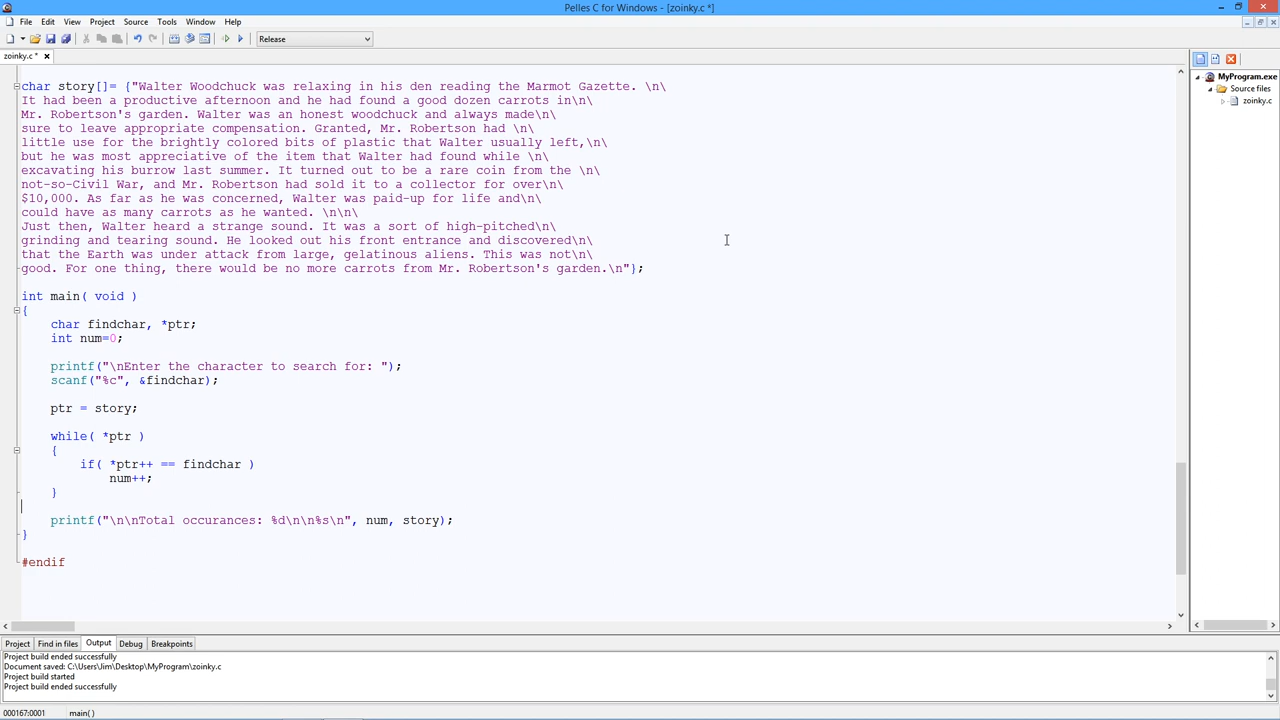 Pelles C for Windows - [zoinky.c *]
File Edit View Project Source Tools Window Help
Release
zoinky.c *
char story[]= {"Walter Woodchuck was relaxing in his den reading the Marmot Gazette. \n\
It had been a productive afternoon and he had found a good dozen carrots in\n\
Mr. Robertson's garden. Walter was an honest woodchuck and always made\n\
sure to leave appropriate compensation. Granted, Mr. Robertson had \n\
little use for the brightly colored bits of plastic that Walter usually left,\n\
but he was most appreciative of the item that Walter had found while \n\
excavating his burrow last summer. It turned out to be a rare coin from the \n\
not-so-Civil War, and Mr. Robertson had sold it to a collector for over\n\
$10,000. As far as he was concerned, Walter was paid-up for life and\n\
could have as many carrots as he wanted. \n\n\
Just then, Walter heard a strange sound. It was a sort of high-pitched\n\
grinding and tearing sound. He looked out his front entrance and discovered\n\
that the Earth was under attack from large, gelatinous aliens. This was not\n\
good. For one thing, there would be no more carrots from Mr. Robertson's garden.\n"};
int main( void )
{
char findchar, *ptr;
int num=0;
printf("\nEnter the character to search for: ");
scanf("%c", &findchar);
ptr = story;
while( *ptr )
{
if( *ptr++ == findchar )
num++;
}
printf("\n\nTotal occurances: %d\n\n%s\n", num, story);
}
#endif
MyProgram.exe
Source files
zoinky.c
Project Find in files Output Debug Breakpoints
Project build ended successfully
Document saved: C:\Users\Jim\Desktop\MyProgram\zoinky.c
Project build started
Project build ended successfully
000167:0001 main( )